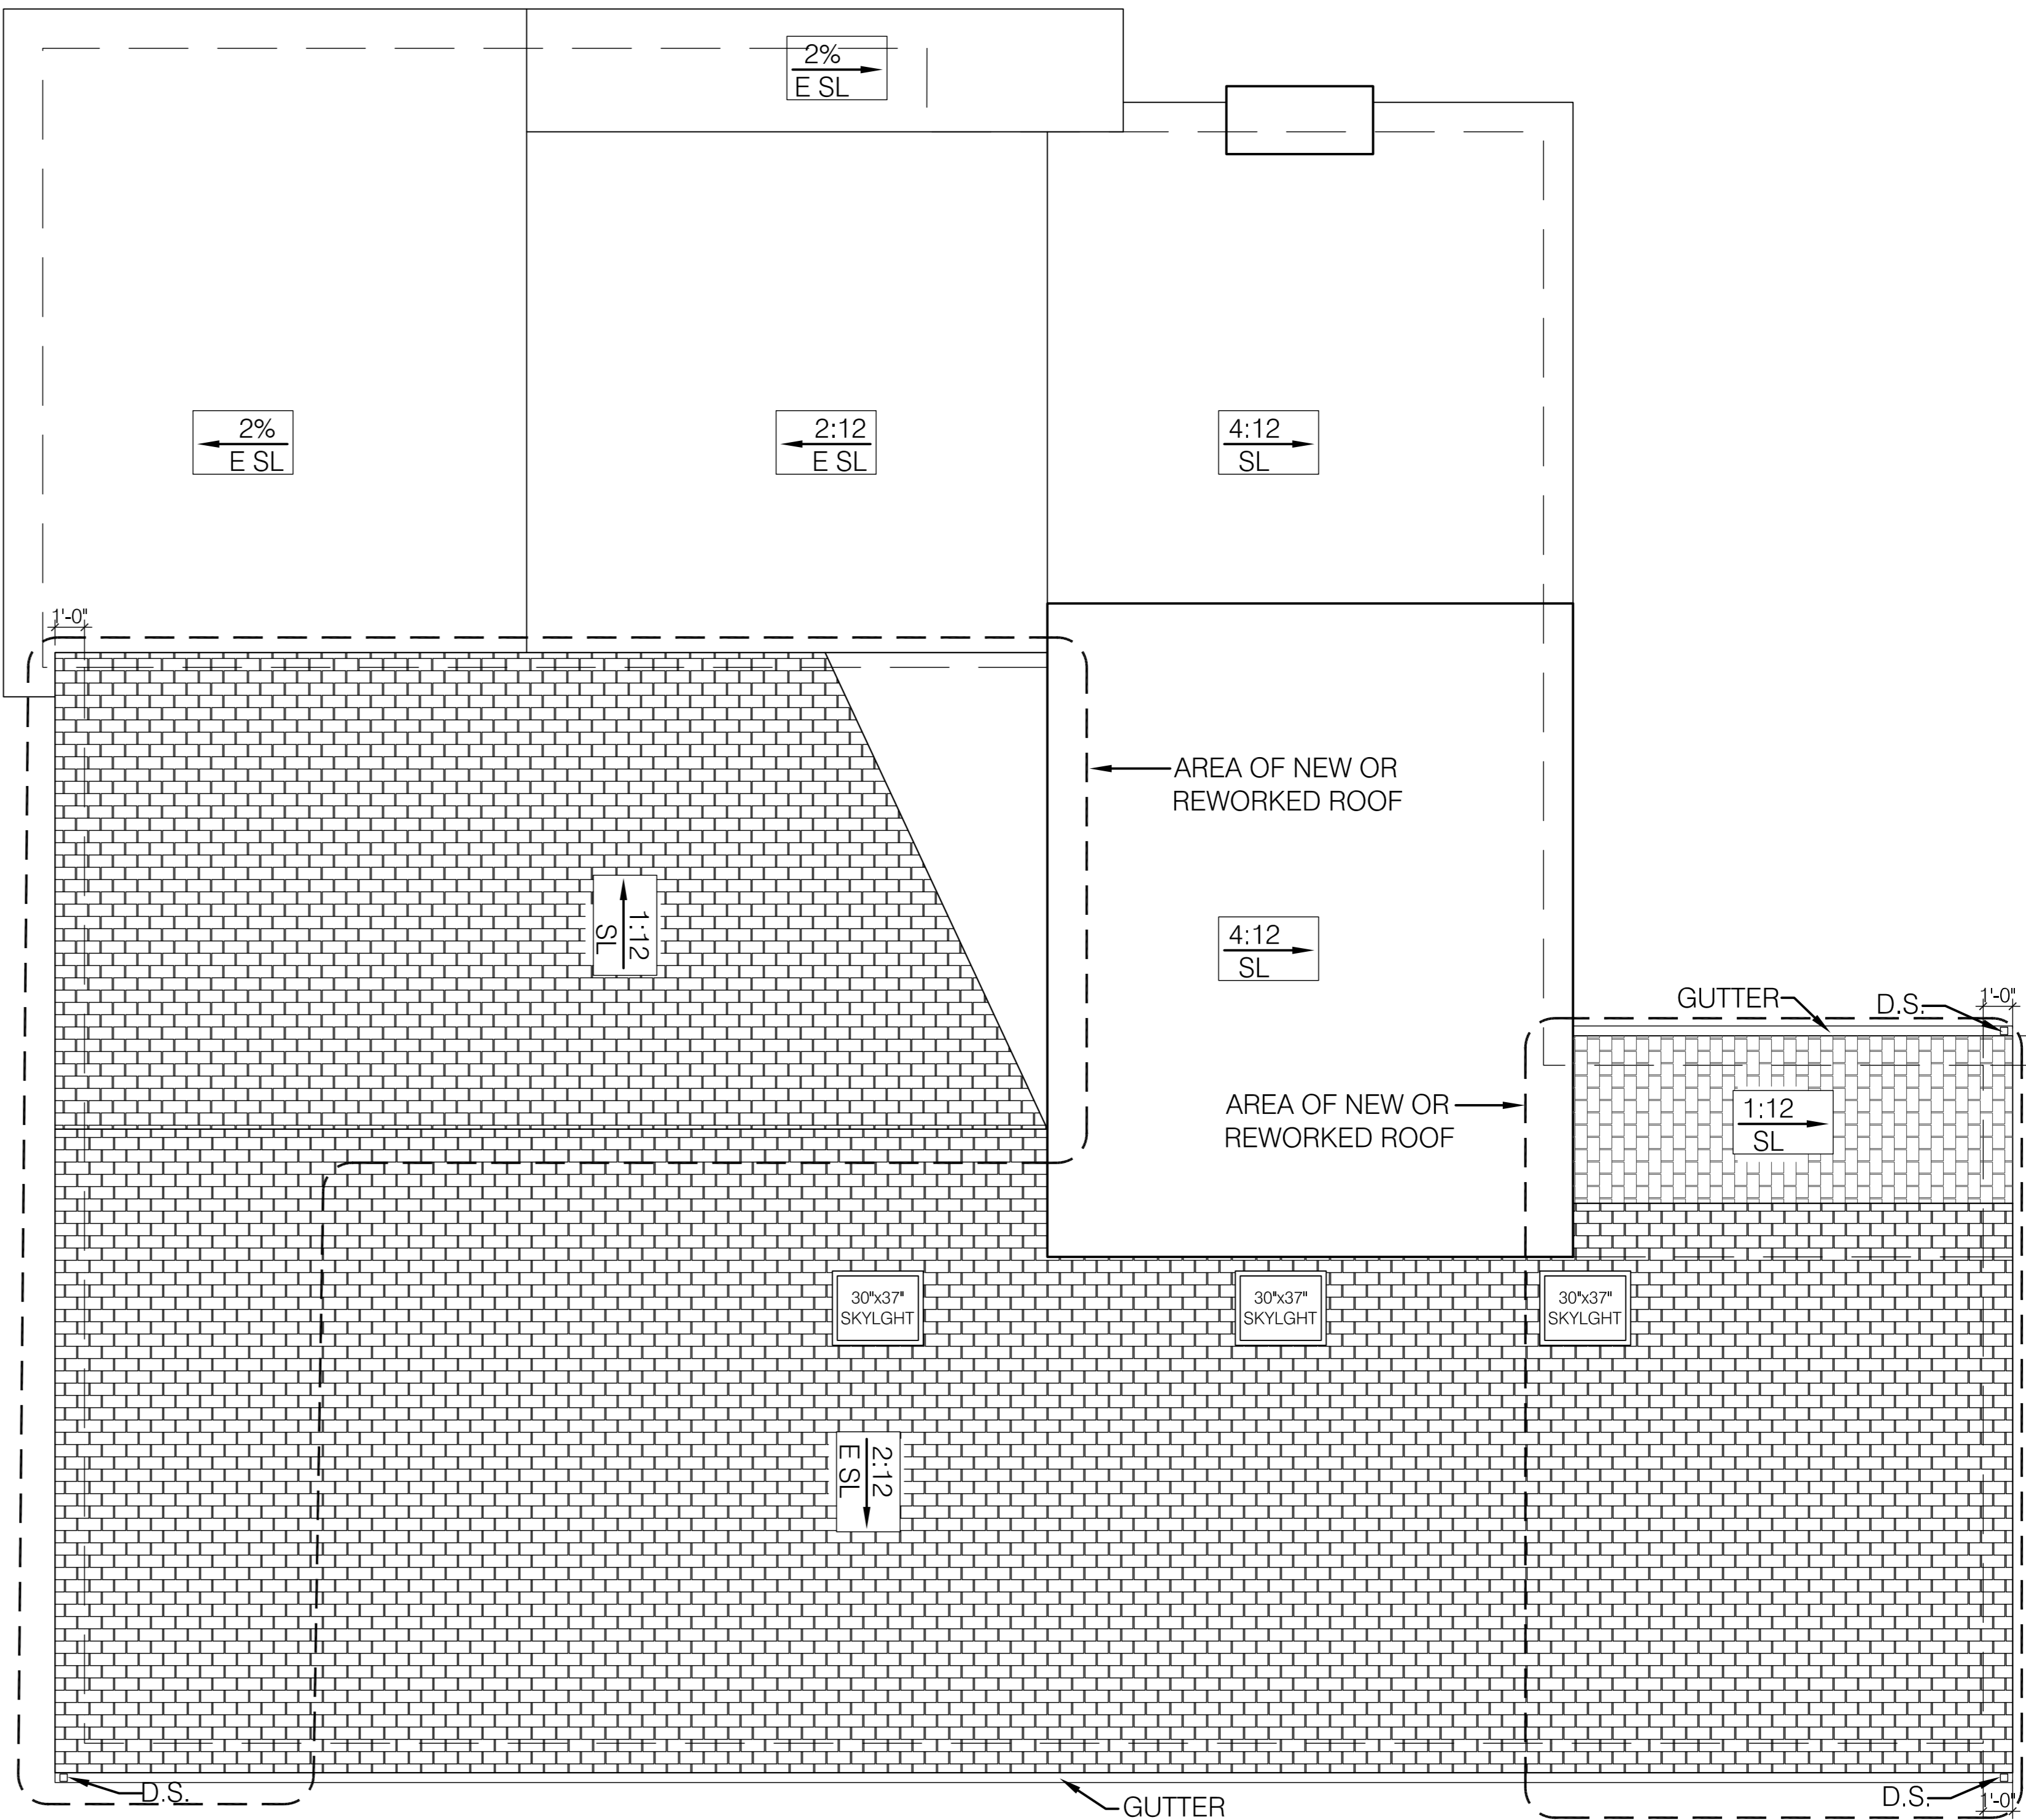 2%
E SL
2%
E SL
2:12
E SL
4:12
SL
1'-0"
AREA OF NEW OR
REWORKED ROOF
1:12
SL
4:12
SL
GUTTER
D.S.
1'-0"
AREA OF NEW OR
REWORKED ROOF
1:12
SL
30"x37"
SKYLGHT
30"x37"
SKYLGHT
30"x37"
SKYLGHT
2:12
E SL
D.S.
GUTTER
D.S.
1'-0"